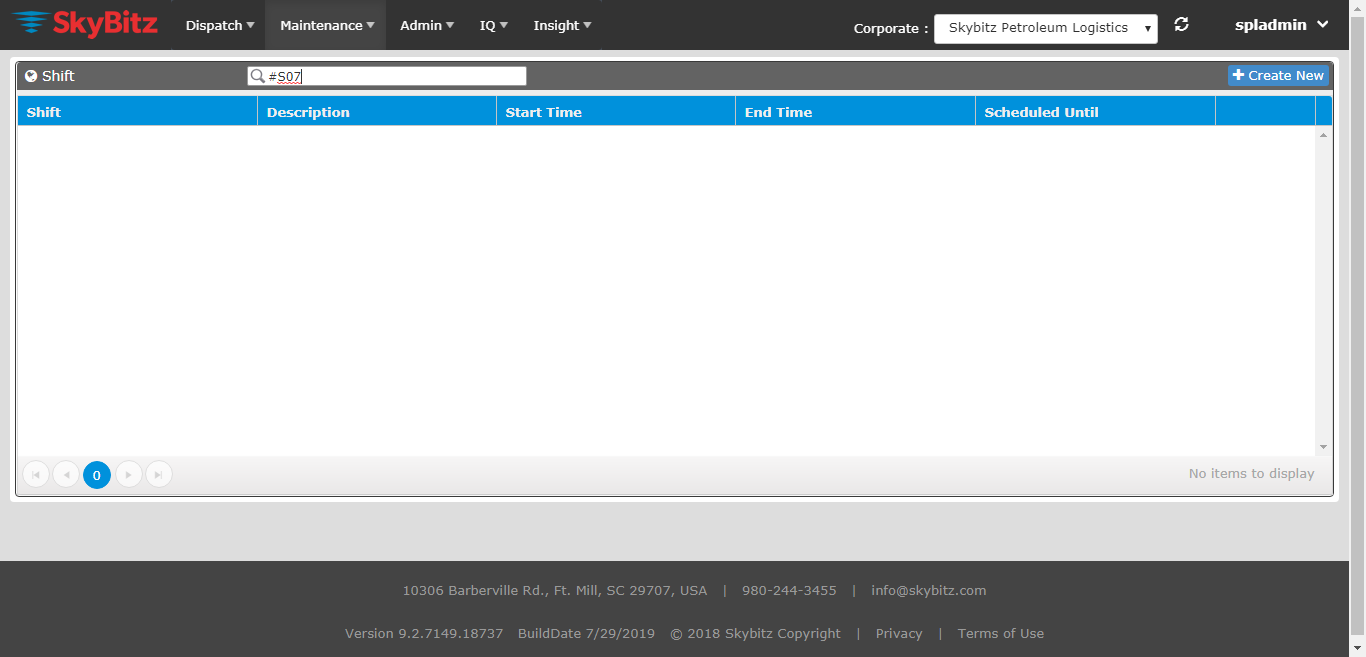 SkyBitz Dispatch Maintenance Admin IQ Insight Corporate : Skybitz Petroleum Logistics spladmin
Shift #S07 Create New
Shift Description Start Time End Time Scheduled Until
0 No items to display
10306 Barberville Rd., Ft. Mill, SC 29707, USA | 980-244-3455 | info@skybitz.com
Version 9.2.7149.18737 BuildDate 7/29/2019 © 2018 Skybitz Copyright | Privacy | Terms of Use